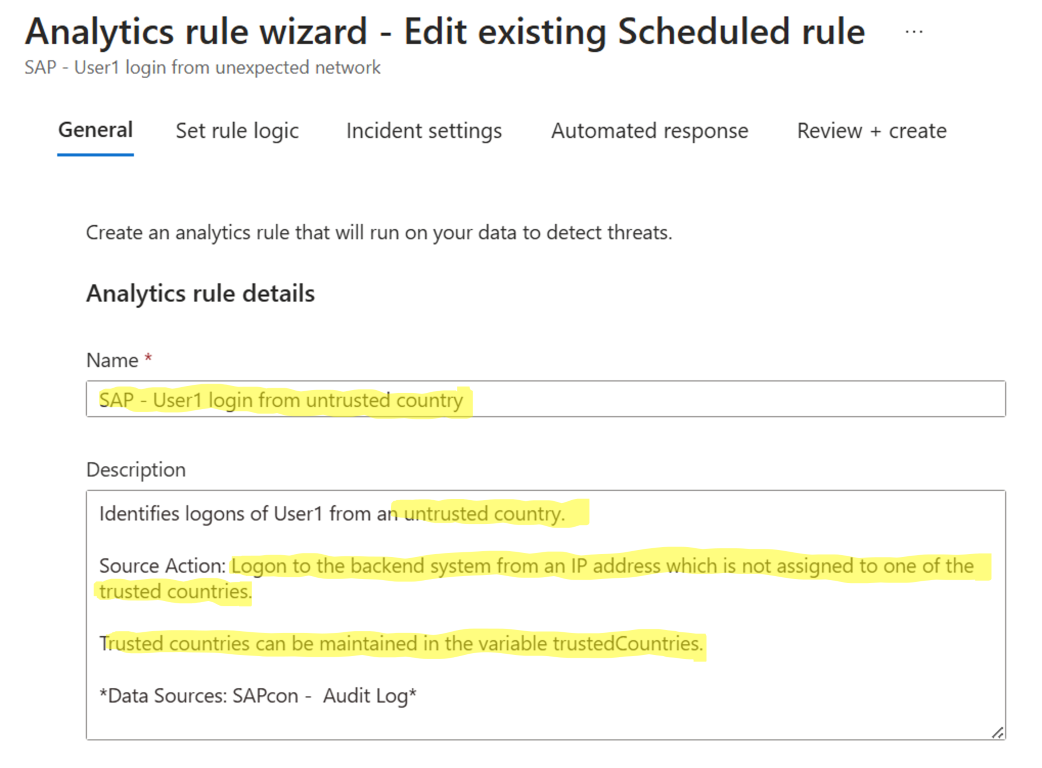 Analytics rule wizard - Edit existing Scheduled rule ...
SAP - User1 login from unexpected network
General Set rule logic Incident settings Automated response Review + create
Create an analytics rule that will run on your data to detect threats.
Analytics rule details
Name *
SAP - User1 login from untrusted country
Description
Identifies logons of User1 from an untrusted country.
Source Action: Logon to the backend system from an IP address which is not assigned to one of the
trusted countries.
Trusted countries can be maintained in the variable trustedCountries.
*Data Sources: SAPcon -  Audit Log*